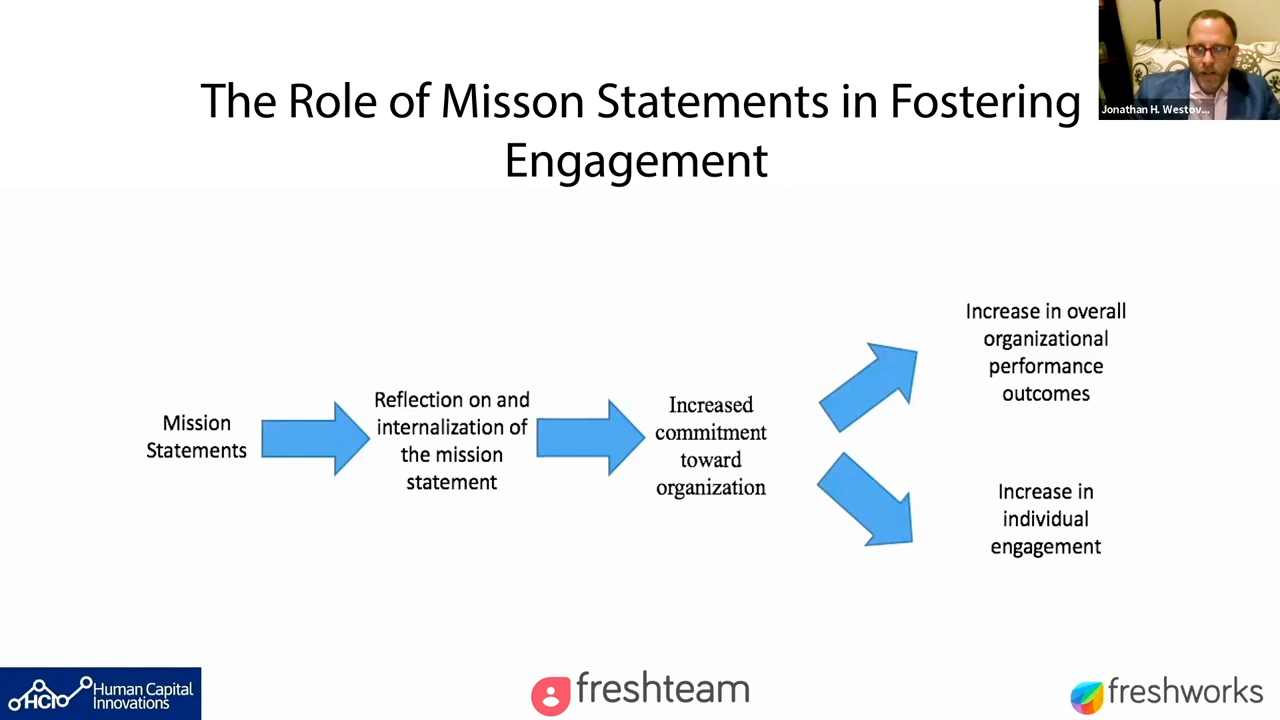 The Role of Misson Statements in Fostering
Engagement
Jonathan H. Westov...
Mission
Statements
Reflection on and
internalization of
the mission
statement
Increased
commitment
toward
organization
Increase in overall
organizational
performance
outcomes
Increase in
individual
engagement
HCI
Human Capital
Innovations
freshteam
freshworks